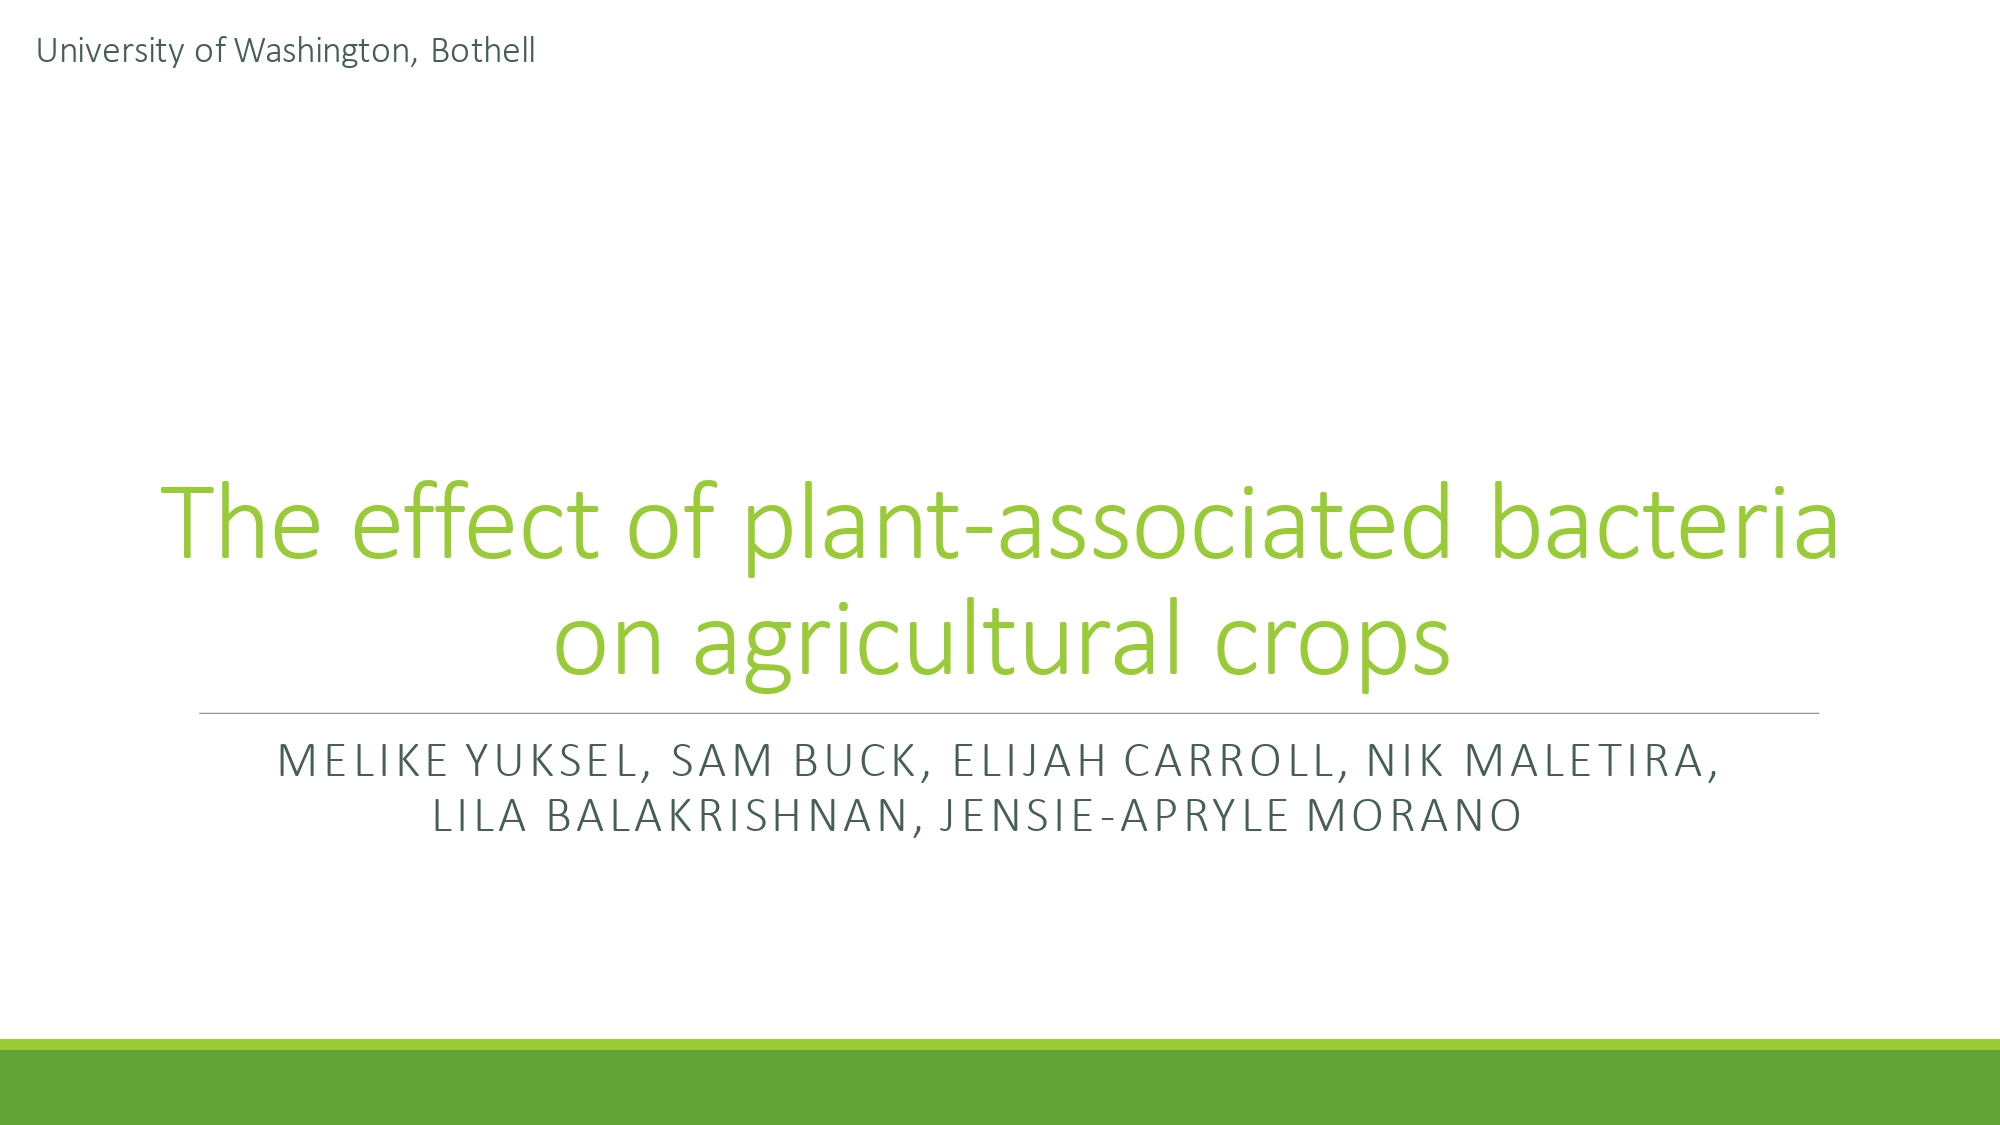 University of Washington, Bothell
The effect of plant-associated bacteria
on agricultural crops
MELIKE YUKSEL, SAM BUCK, ELIJAH CARROLL, NIK MALETIRA,
LILA BALAKRISHNAN, JENSIE-APRYLE MORANO